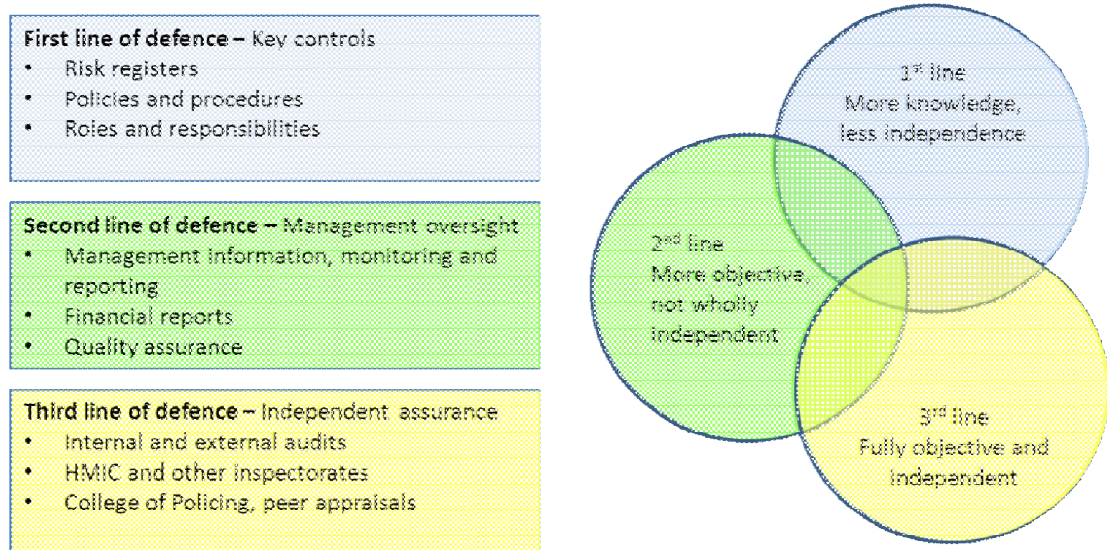 First line of defence – Key controls
• Risk registers
• Policies and procedures
• Roles and responsibilities
Second line of defence – Management oversight
• Management information, monitoring and
reporting
• Financial reports
• Quality assurance
Third line of defence – Independent assurance
• Internal and external audits
• HMIC and other inspectorates
• College of Policing, peer appraisals
1st line
More knowledge,
less independence
2nd line
More objective,
not wholly
independent
3rd line
Fully objective and
independent